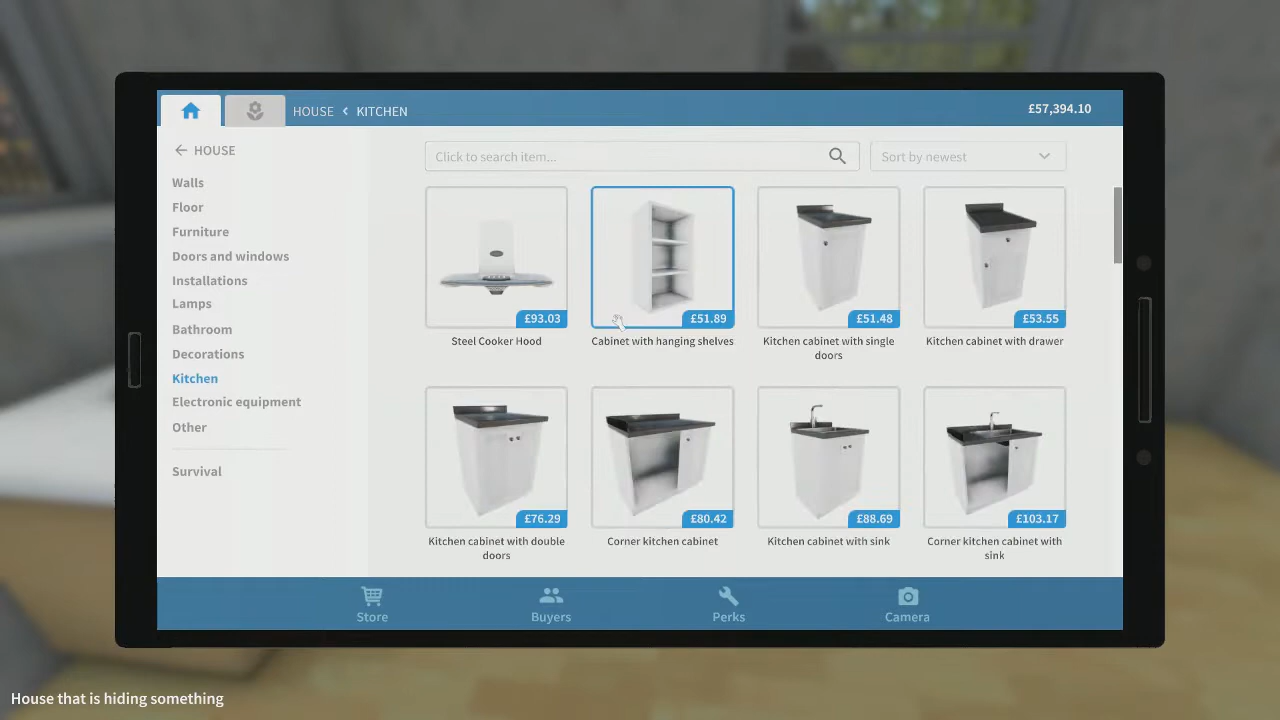 HOUSE < KITCHEN
£57,394.10
← HOUSE
Walls
Floor
Furniture
Doors and windows
Installations
Lamps
Bathroom
Decorations
Kitchen
Electronic equipment
Other
Survival
Click to search item...
Sort by newest
£93.03
£51.89
£51.48
£53.55
Steel Cooker Hood
Cabinet with hanging shelves
Kitchen cabinet with single
doors
Kitchen cabinet with drawer
£76.29
£80.42
£88.69
£103.17
Kitchen cabinet with double
doors
Corner kitchen cabinet
Kitchen cabinet with sink
Corner kitchen cabinet with
sink
Store
Buyers
Perks
Camera
House that is hiding something